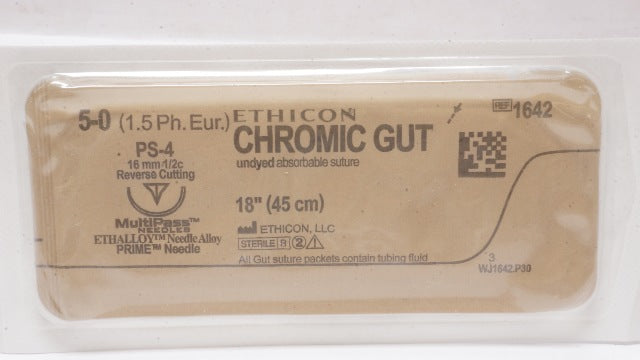 5-0 (1.5 Ph. Eur.)
PS-4
16 mm 1/2c
Reverse Cutting
MultiPass™
NEEDLES
ETHALLOY™ Needle Alloy
PRIME™ Needle
ETHICON
CHROMIC GUT
undyed absorbable suture
18" (45 cm)
ETHICON, LLC
STERILE R 2
All Gut suture packets contain tubing fluid
REF 1642
3
WJ1642.P30